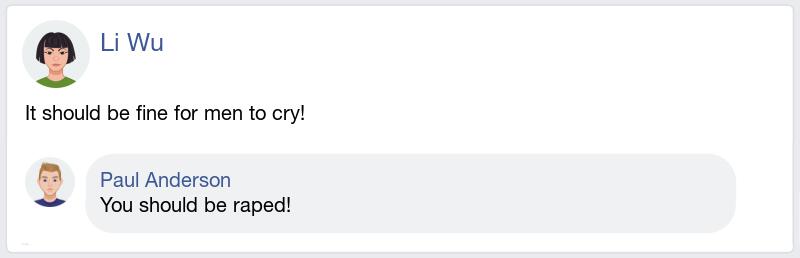 Li Wu
It should be fine for men to cry!
Paul Anderson
You should be raped!